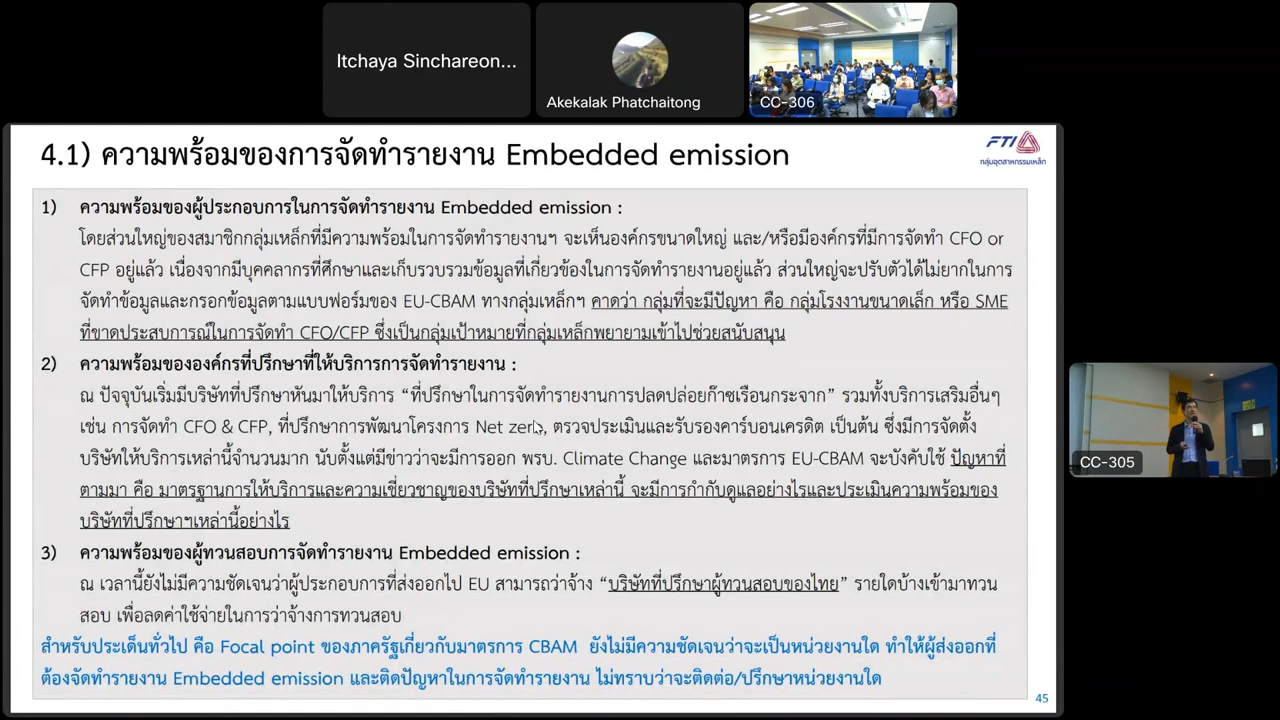 Itchaya Sinchareon...
Akekalak Phatchaitong
CC-306
4.1) ความพร้อมของการจัดทำรายงาน Embedded emission
FTI
กลุ่มอุตสาหกรรมเหล็ก
1) ความพร้อมของผู้ประกอบการในการจัดทำรายงาน Embedded emission :
โดยส่วนใหญ่ของสมาชิกกลุ่มเหล็กที่มีความพร้อมในการจัดทำรายงานฯ จะเห็นองค์กรขนาดใหญ่ และ/หรือมีองค์กรที่มีการจัดทำ CFO or
CFP อยู่แล้ว เนื่องจากมีบุคคลากรที่ศึกษาและเก็บรวบรวมข้อมูลที่เกี่ยวข้องในการจัดทำรายงานอยู่แล้ว ส่วนใหญ่จะปรับตัวได้ไม่ยากในการ
จัดทำข้อมูลและกรอกข้อมูลตามแบบฟอร์มของ EU-CBAM ทางกลุ่มเหล็กฯ คาดว่า กลุ่มที่จะมีปัญหา คือ กลุ่มโรงงานขนาดเล็ก หรือ SME
ที่ขาดประสบการณ์ในการจัดทำ CFO/CFP ซึ่งเป็นกลุ่มเป้าหมายที่กลุ่มเหล็กพยายามเข้าไปช่วยสนับสนุน
2) ความพร้อมขององค์กรที่ปรึกษาที่ให้บริการการจัดทำรายงาน :
ณ ปัจจุบันเริ่มมีบริษัทที่ปรึกษาหันมาให้บริการ “ที่ปรึกษาในการจัดทำรายงานการปลดปล่อยก๊าซเรือนกระจก” รวมทั้งบริการเสริมอื่นๆ
เช่น การจัดทำ CFO & CFP, ที่ปรึกษาการพัฒนาโครงการ Net zero, ตรวจประเมินและรับรองคาร์บอนเครดิต เป็นต้น ซึ่งมีการจัดตั้ง
บริษัทให้บริการเหล่านี้จำนวนมาก นับตั้งแต่มีข่าวว่าจะมีการออก พรบ. Climate Change และมาตรการ EU-CBAM จะบังคับใช้ ปัญหาที่
ตามมา คือ มาตรฐานการให้บริการและความเชี่ยวชาญของบริษัทที่ปรึกษาเหล่านี้ จะมีการกำกับดูแลอย่างไรและประเมินความพร้อมของ
บริษัทที่ปรึกษาฯเหล่านี้อย่างไร
3) ความพร้อมของผู้ทวนสอบการจัดทำรายงาน Embedded emission :
ณ เวลานี้ยังไม่มีความชัดเจนว่าผู้ประกอบการที่ส่งออกไป EU สามารถว่าจ้าง “บริษัทที่ปรึกษาผู้ทวนสอบของไทย” รายใดบ้างเข้ามาทวน
สอบ เพื่อลดค่าใช้จ่ายในการว่าจ้างการทวนสอบ
สำหรับประเด็นทั่วไป คือ Focal point ของภาครัฐเกี่ยวกับมาตรการ CBAM ยังไม่มีความชัดเจนว่าจะเป็นหน่วยงานใด ทำให้ผู้ส่งออกที่
ต้องจัดทำรายงาน Embedded emission และติดปัญหาในการจัดทำรายงาน ไม่ทราบว่าจะติดต่อ/ปรึกษาหน่วยงานใด
45
CC-305